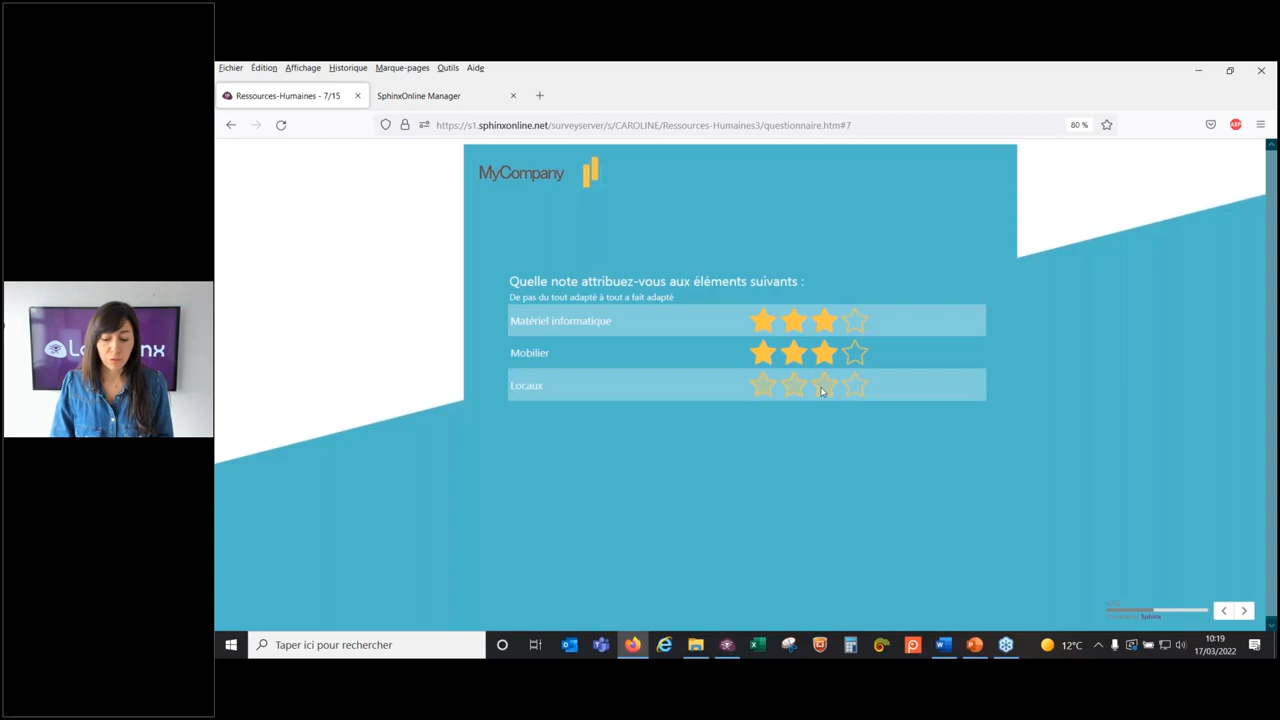 Fichier Édition Affichage Historique Marque-pages Outils Aide
Ressources-Humaines - 7/15
SphinxOnline Manager
https://s1.sphinxonline.net/surveyserver/s/CAROLINE/Ressources-Humaines3/questionnaire.htm#7
80 %
ABP
MyCompany
Quelle note attribuez-vous aux éléments suivants :
De pas du tout adapté à tout a fait adapté
Matériel informatique
Mobilier
Locaux
Sphinx
Taper ici pour rechercher
12°C
10:19
17/03/2022